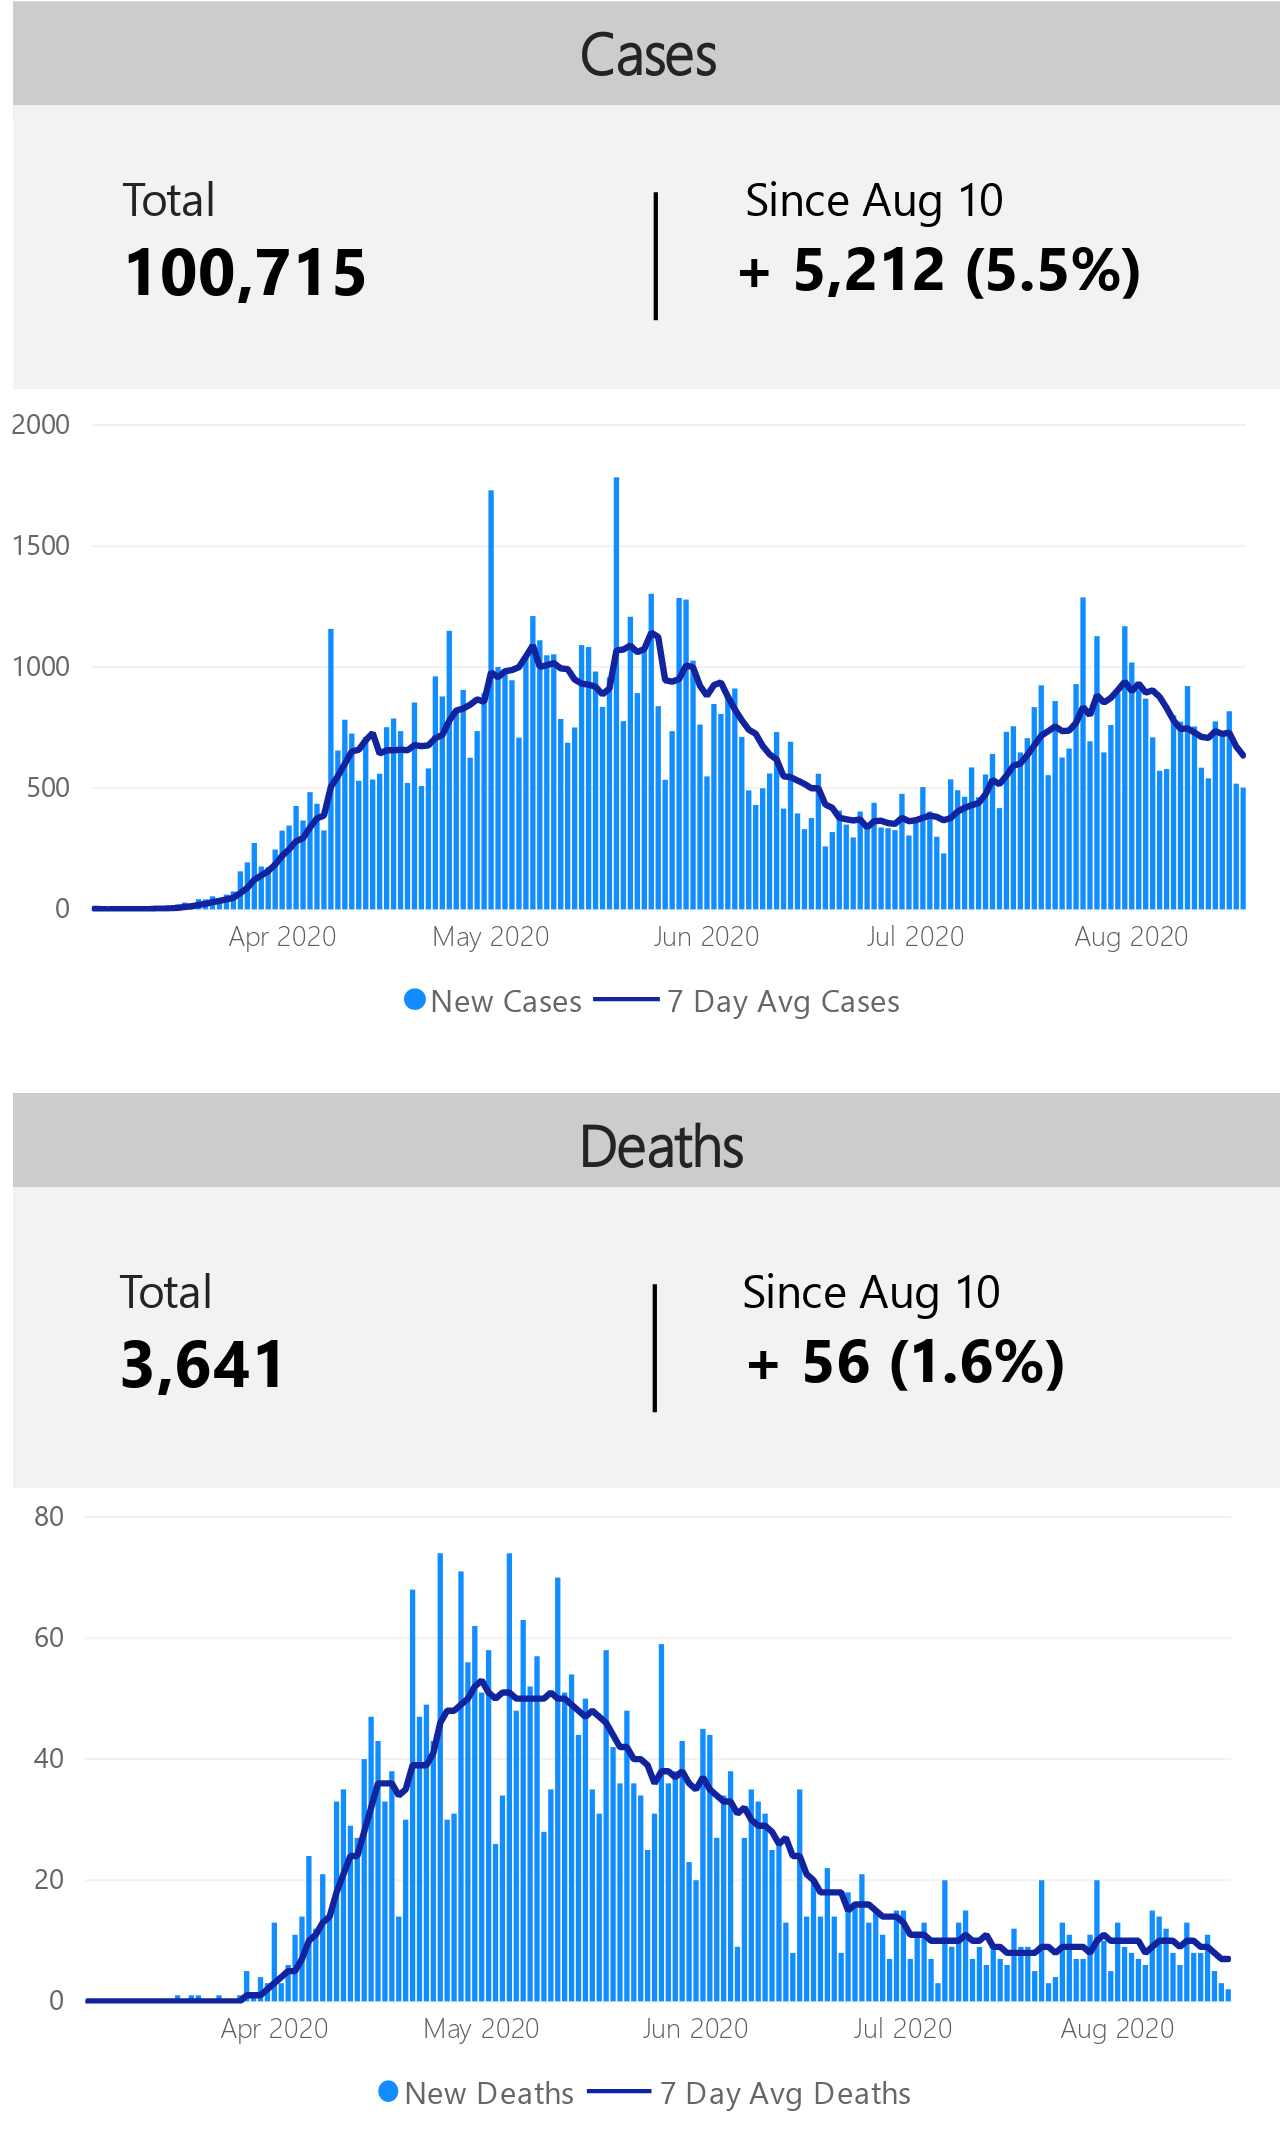 Cases
Total
Since Aug 10
100,715
+ 5,212 (5.5%)
2000
1500
1000
500
0
Apr 2020
May 2020
Jun 2020
Jul 2020
Aug 2020
New Cases
7 Day Avg Cases
Deaths
Total
Since Aug 10
3,641
+ 56 (1.6%)
80
60
40
20
0
Apr 2020
May 2020
Jun 2020
Jul 2020
Aug 2020
New Deaths
7 Day Avg Deaths